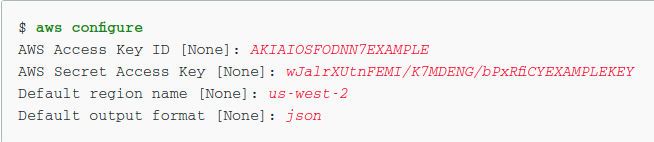 $ aws configure
AWS Access Key ID [None]: AKIAIOSFODNN7EXAMPLE
AWS Secret Access Key [None]: wJalrXUtnFEMI/K7MDENG/bPxRfiCYEXAMPLEKEY
Default region name [None]: us-west-2
Default output format [None]: json